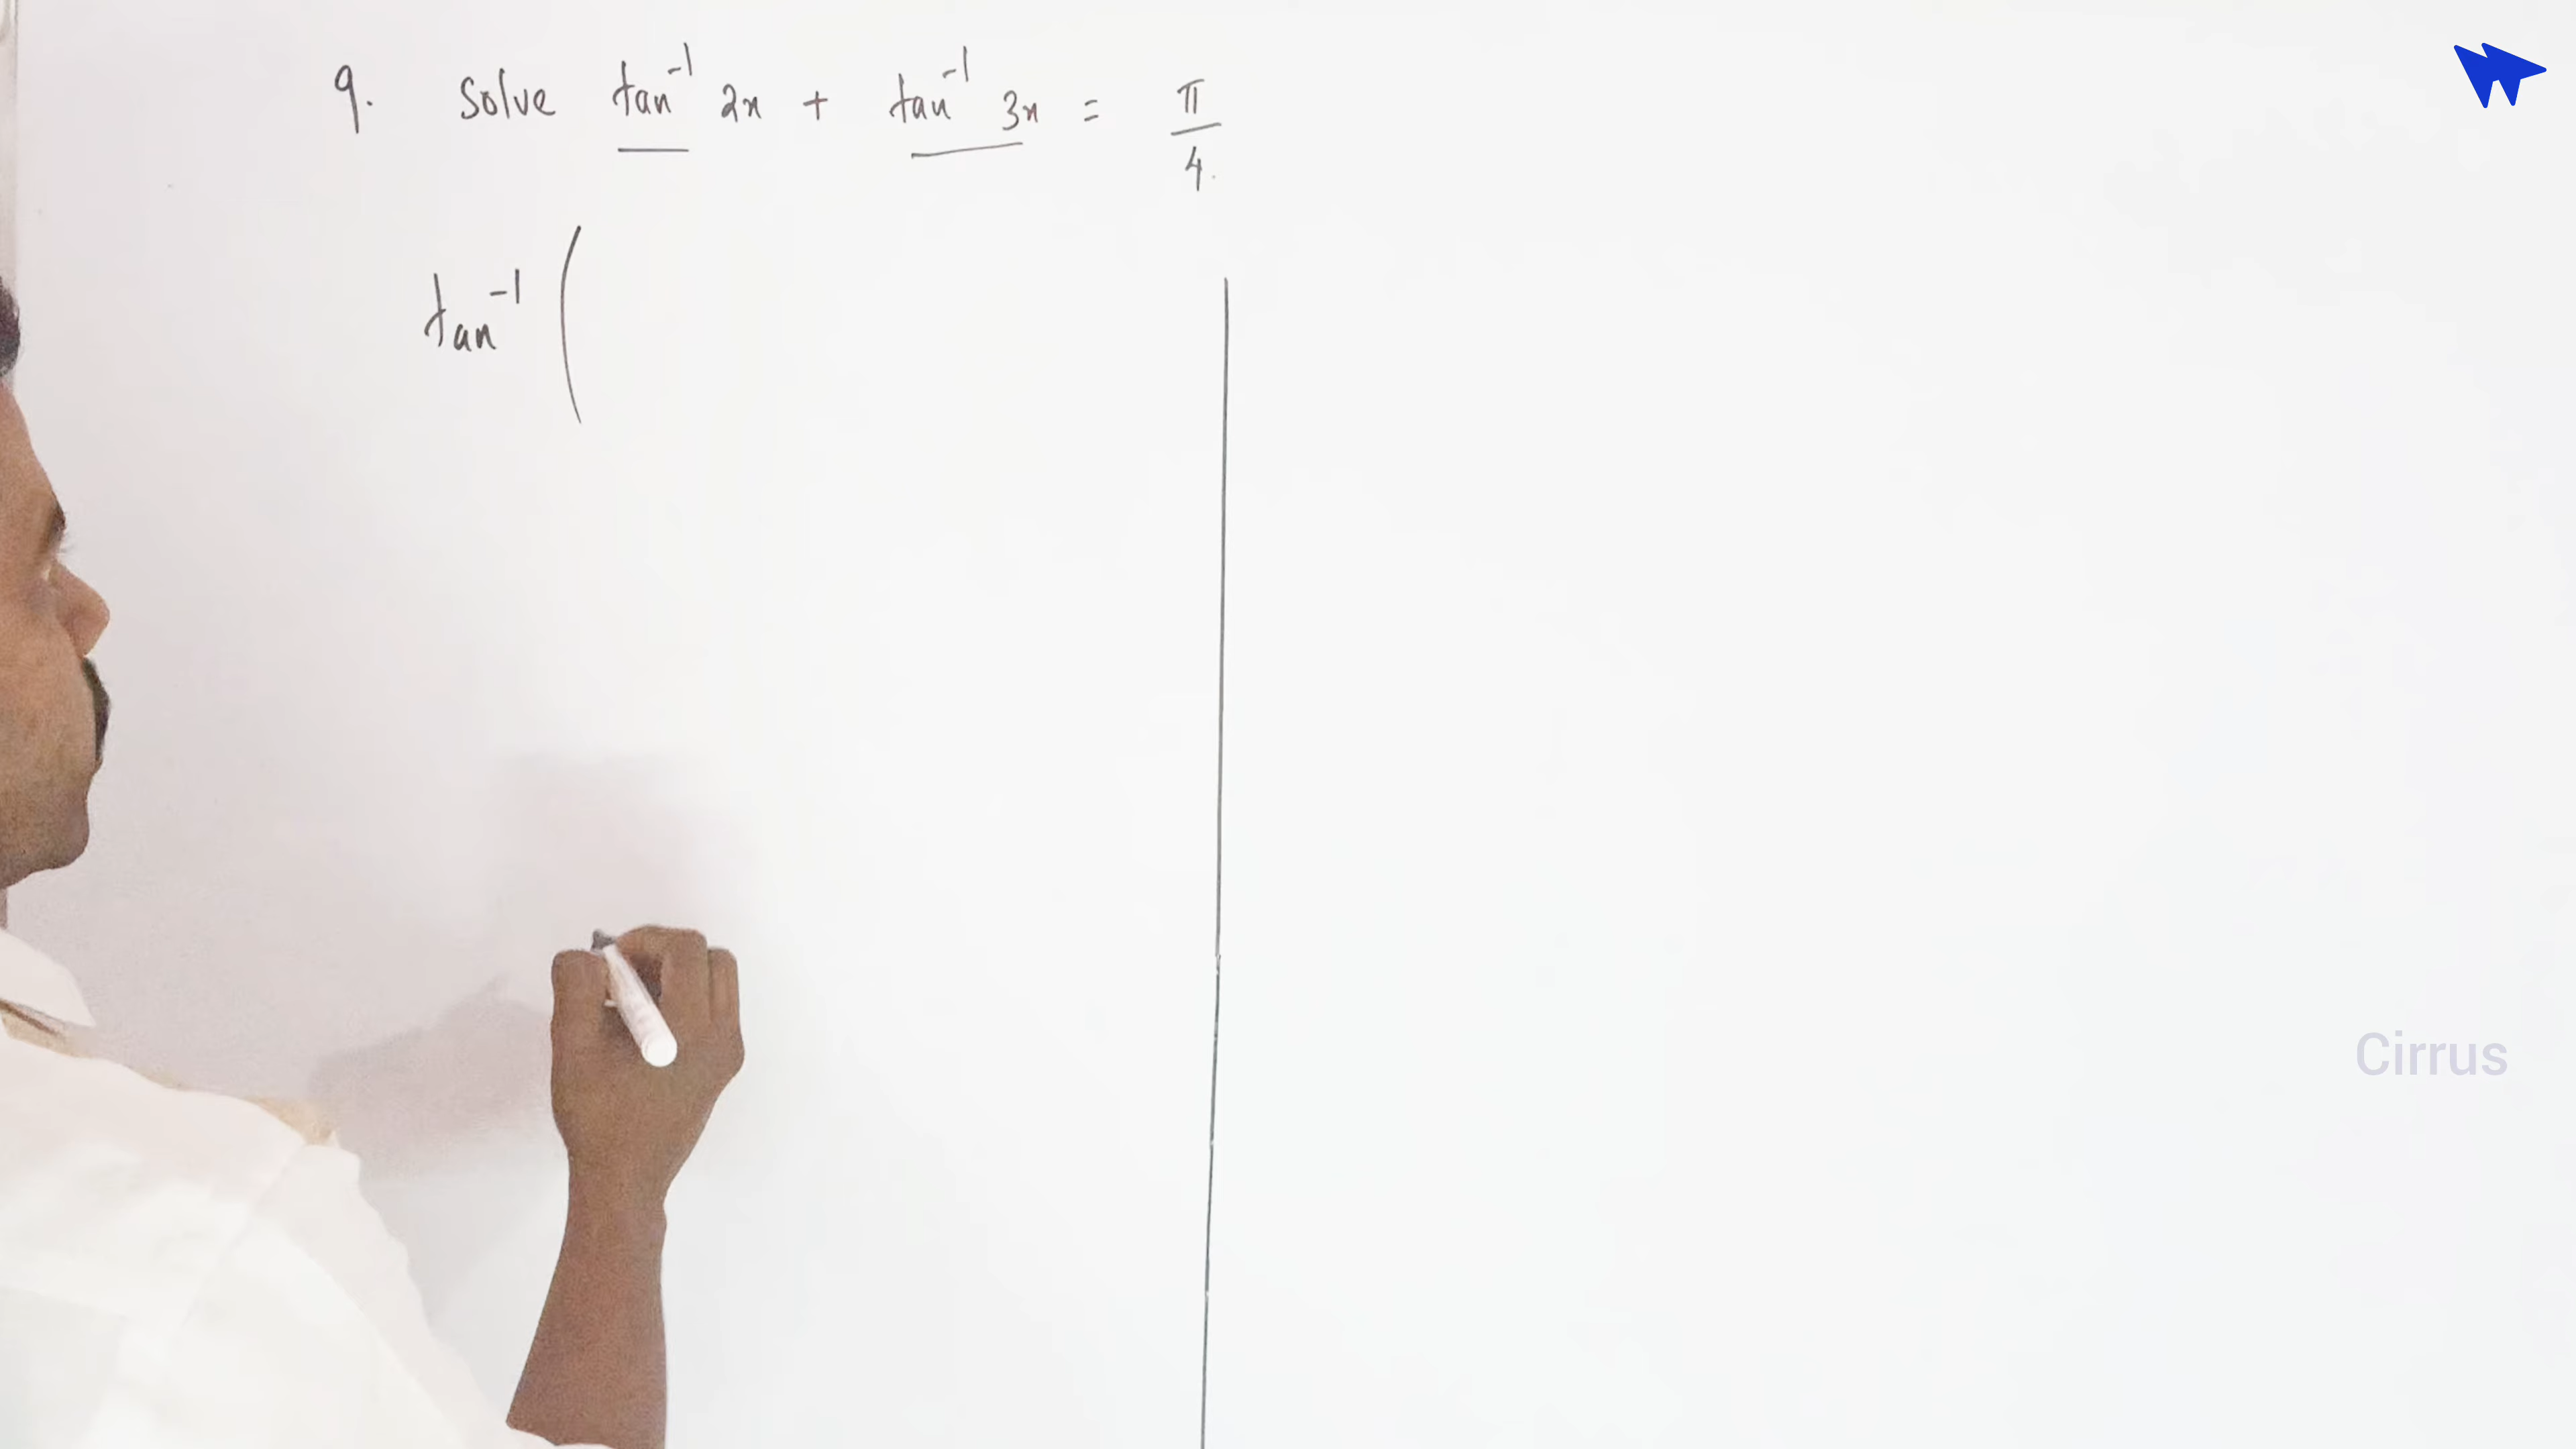 9. Solve tan⁻¹ 2x + tan⁻¹ 3x = π/4.
tan⁻¹ (
Cirrus